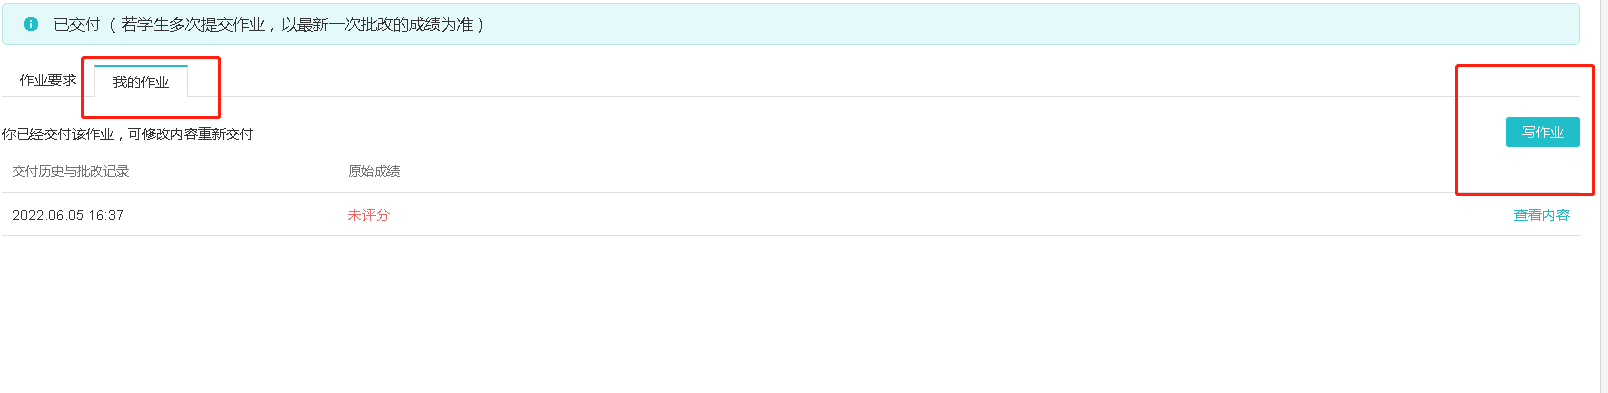 已交付（若学生多次提交作业，以最新一次批改的成绩为准）
作业要求 我的作业
你已经交付该作业，可修改内容重新交付 写作业
交付历史与批改记录 原始成绩
2022.06.05 16:37 未评分 查看内容